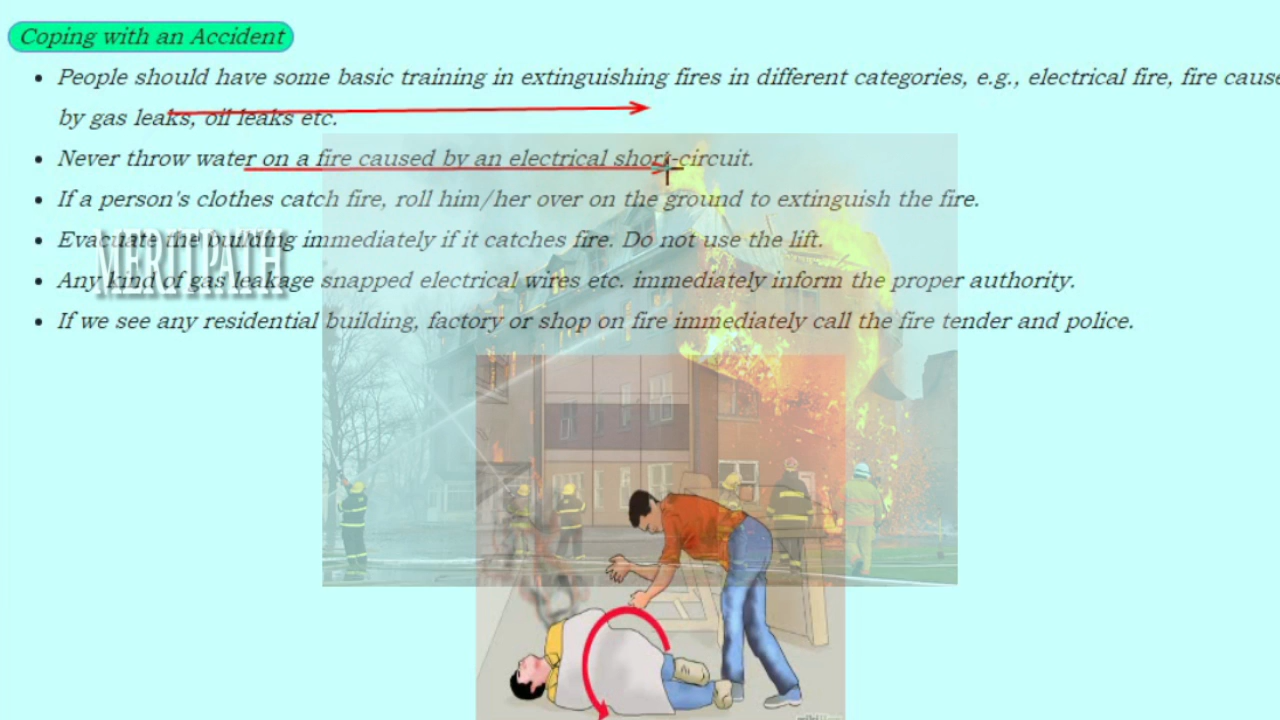 Coping with an Accident
• People should have some basic training in extinguishing fires in different categories, e.g., electrical fire, fire cause
by gas leaks, oil leaks etc.
• Never throw water on a fire caused by an electrical short-circuit.
• If a person's clothes catch fire, roll him/her over on the ground to extinguish the fire.
• Evacuate the building immediately if it catches fire. Do not use the lift.
MERITPATH
• Any kind of gas leakage snapped electrical wires etc. immediately inform the proper authority.
• If we see any residential building, factory or shop on fire immediately call the fire tender and police.